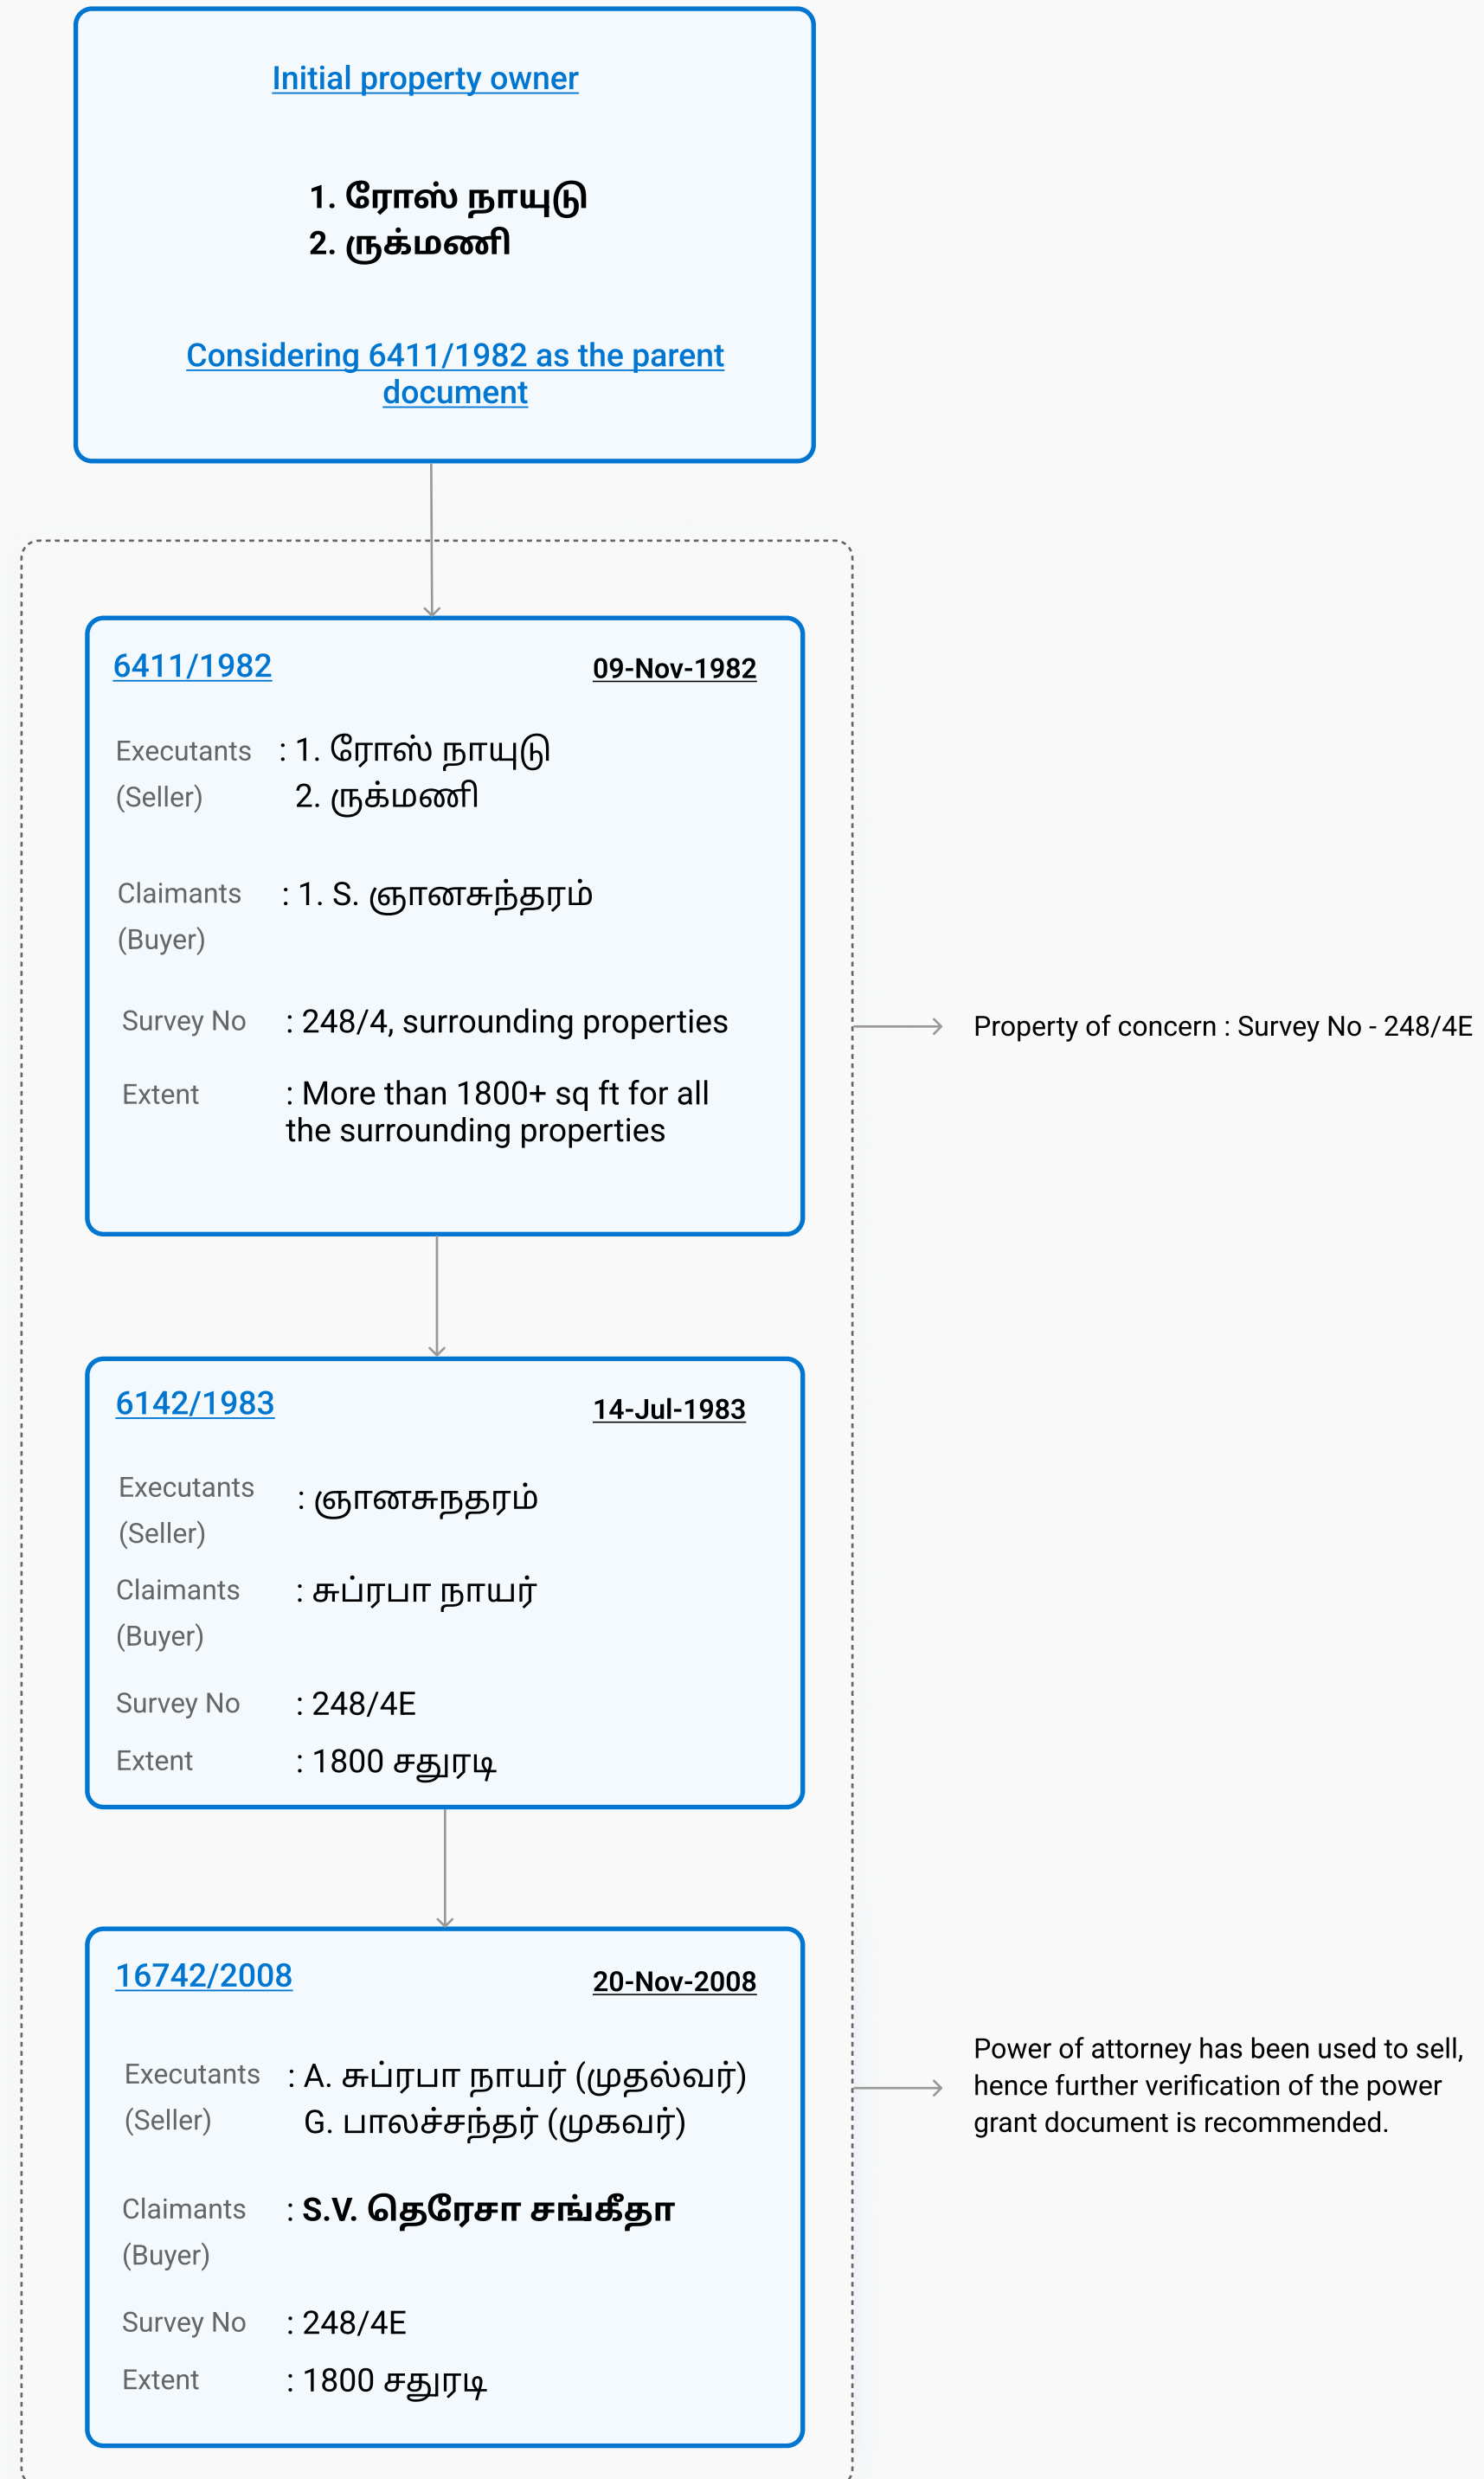 Initial property owner
1. ரோஸ் நாயுடு
2. ருக்மணி
Considering 6411/1982 as the parent
document
6411/1982 09-Nov-1982
Executants : 1. ரோஸ் நாயுடு
(Seller) 2. ருக்மணி
Claimants : 1. S. ஞானசுந்தரம்
(Buyer)
Survey No : 248/4, surrounding properties
Property of concern : Survey No - 248/4E
Extent : More than 1800+ sq ft for all
the surrounding properties
6142/1983 14-Jul-1983
Executants : ஞானசுநதரம்
(Seller)
Claimants : சுப்ரபா நாயர்
(Buyer)
Survey No : 248/4E
Extent : 1800 சதுரடி
16742/2008 20-Nov-2008
Executants : A. சுப்ரபா நாயர் (முதல்வர்)
(Seller) G. பாலச்சந்தர் (முகவர்)
Power of attorney has been used to sell,
hence further verification of the power
grant document is recommended.
Claimants : S.V. தெரேசா சங்கீதா
(Buyer)
Survey No : 248/4E
Extent : 1800 சதுரடி